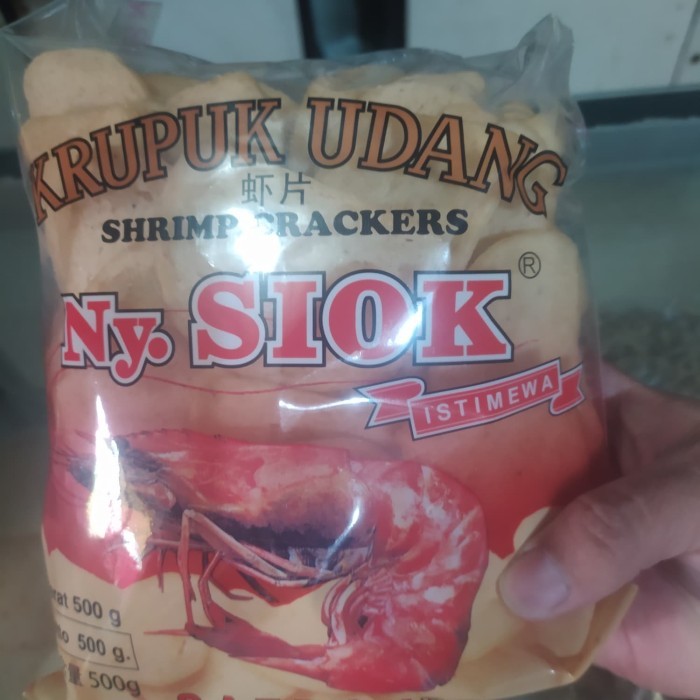 KRUPUK UDANG
虾片
SHRIMP CRACKERS
®
Ny. SIOK
ISTIMEWA
500 g
500 g.
500g